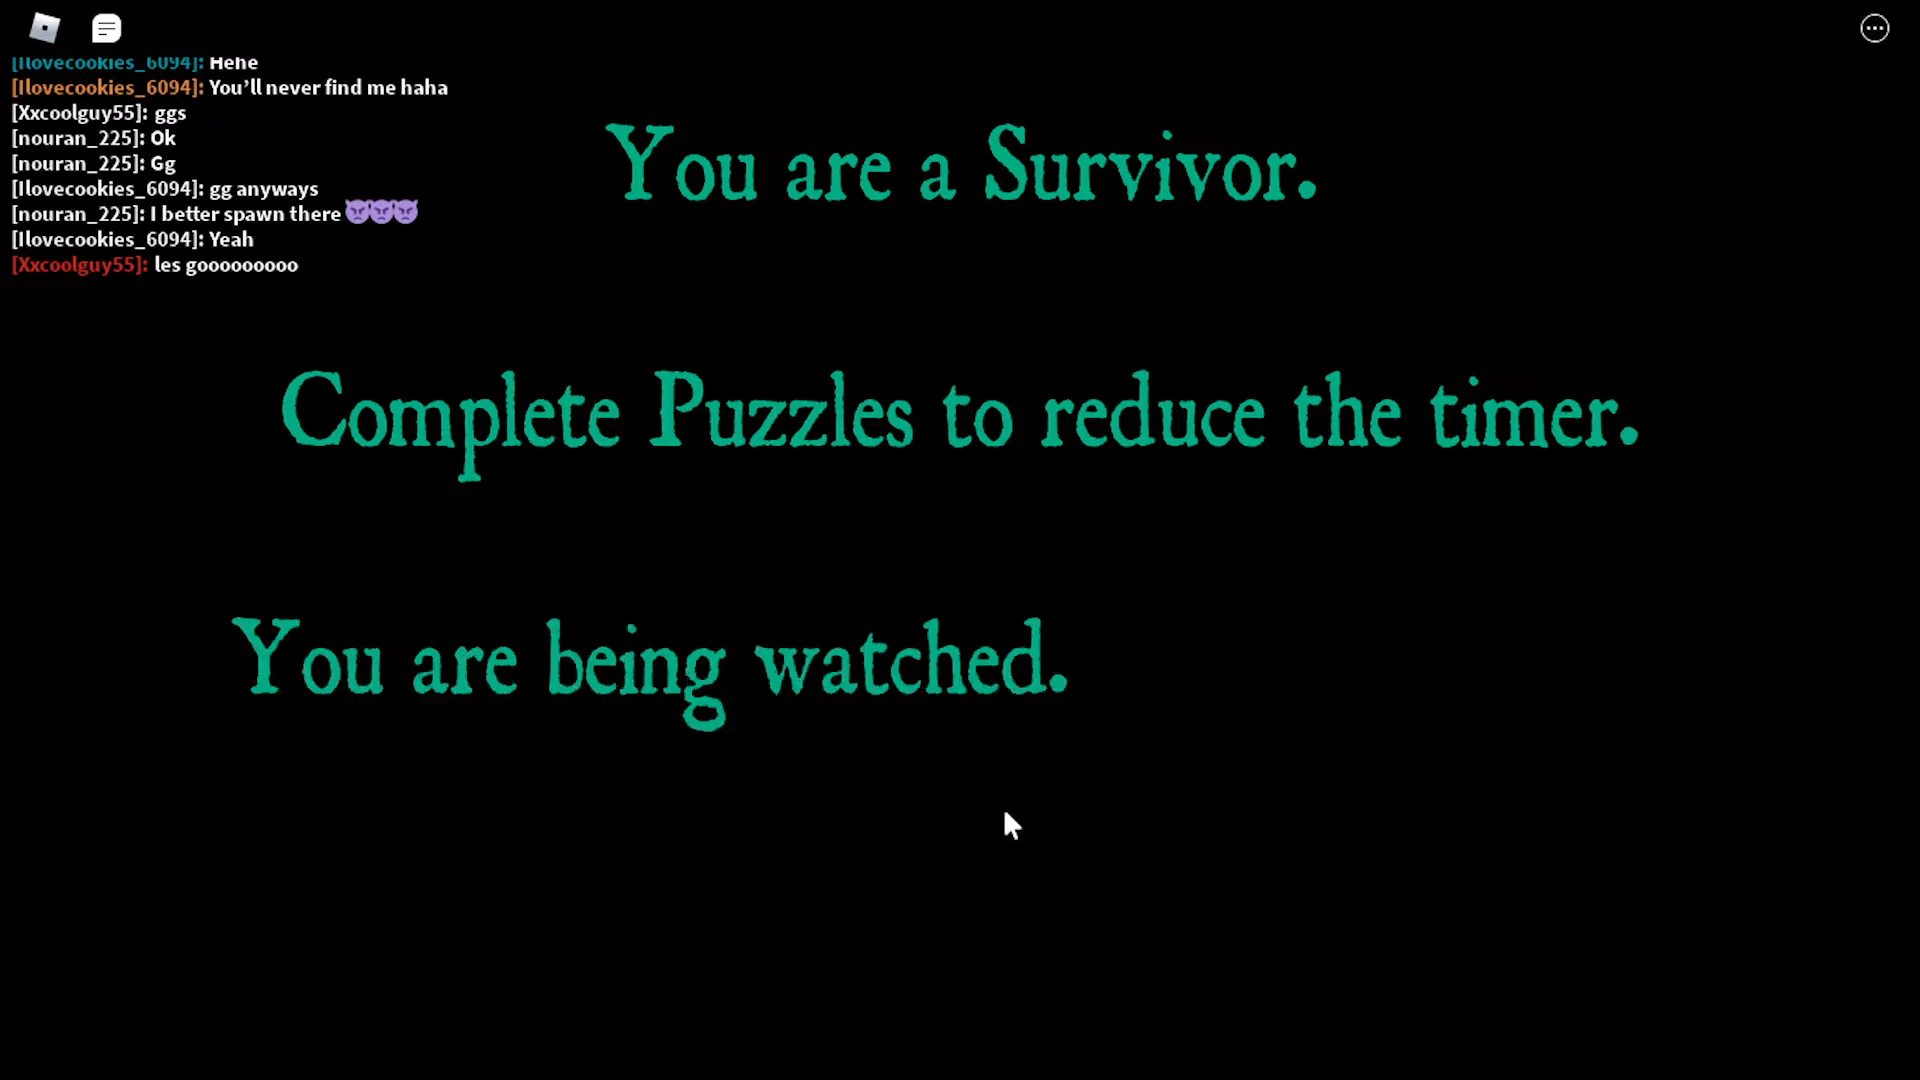 [Ilovecookies_6094]: Hehe
[Ilovecookies_6094]: You’ll never find me haha
[Xxcoolguy55]: ggs
[nouran_225]: Ok
[nouran_225]: Gg
[Ilovecookies_6094]: gg anyways
[nouran_225]: I better spawn there 👿👿👿
[Ilovecookies_6094]: Yeah
[Xxcoolguy55]: les gooooooooo
You are a Survivor.
Complete Puzzles to reduce the timer.
You are being watched.